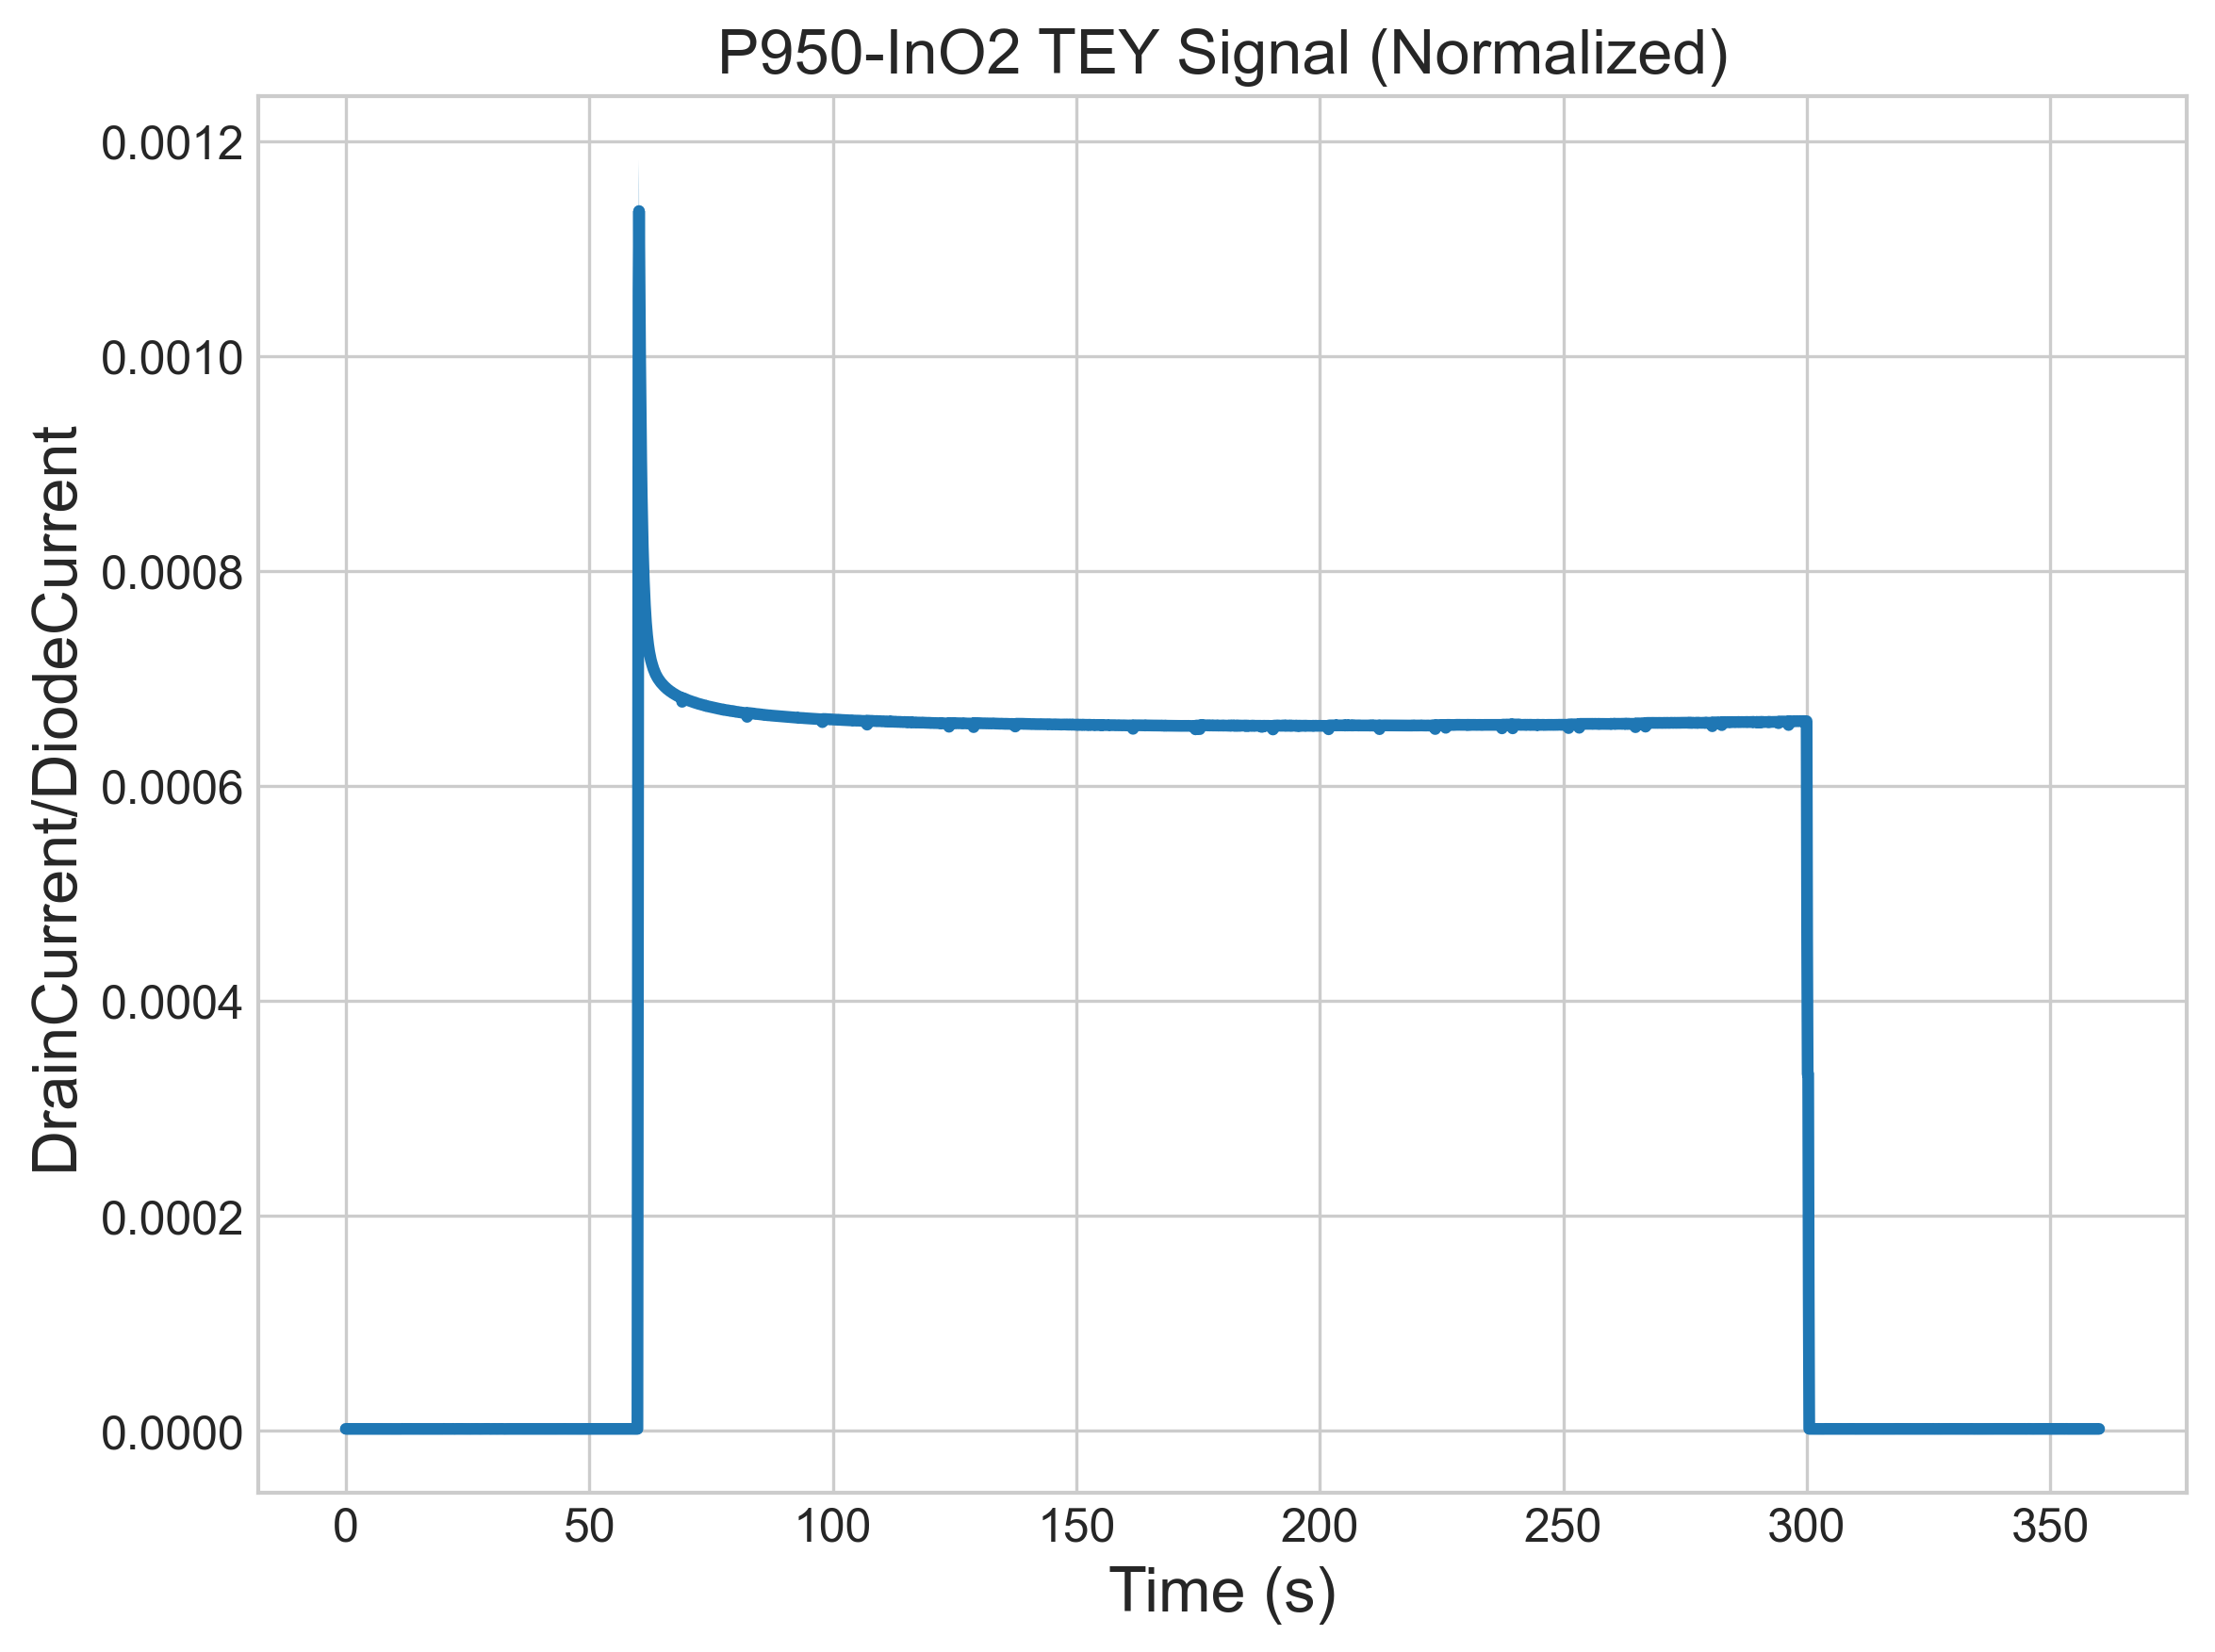 P950-InO2 TEY Signal (Normalized)
DrainCurrent/DiodeCurrent
0.0012
0.0010
0.0008
0.0006
0.0004
0.0002
0.0000
0 50 100 150 200 250 300 350
Time (s)